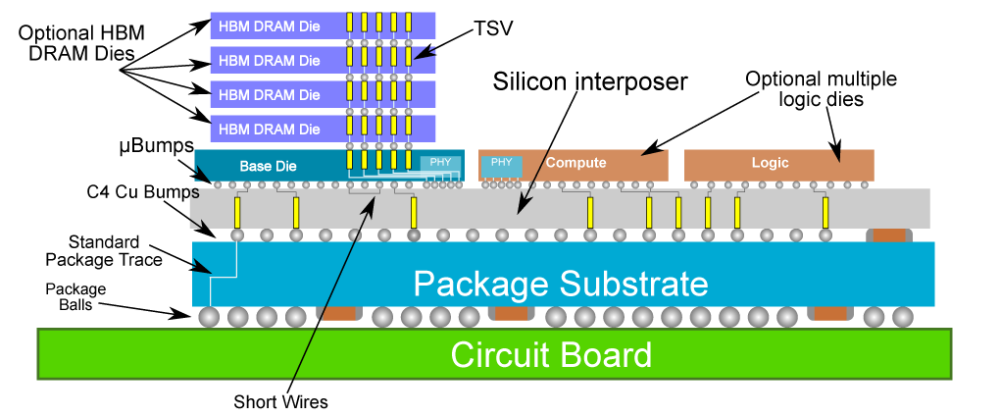 Optional HBM
DRAM Dies
HBM DRAM Die
HBM DRAM Die
HBM DRAM Die
HBM DRAM Die
TSV
Silicon interposer
Optional multiple
logic dies
µBumps
Base Die
PHY
PHY
Compute
Logic
C4 Cu Bumps
Standard
Package Trace
Package Substrate
Package
Balls
Circuit Board
Short Wires